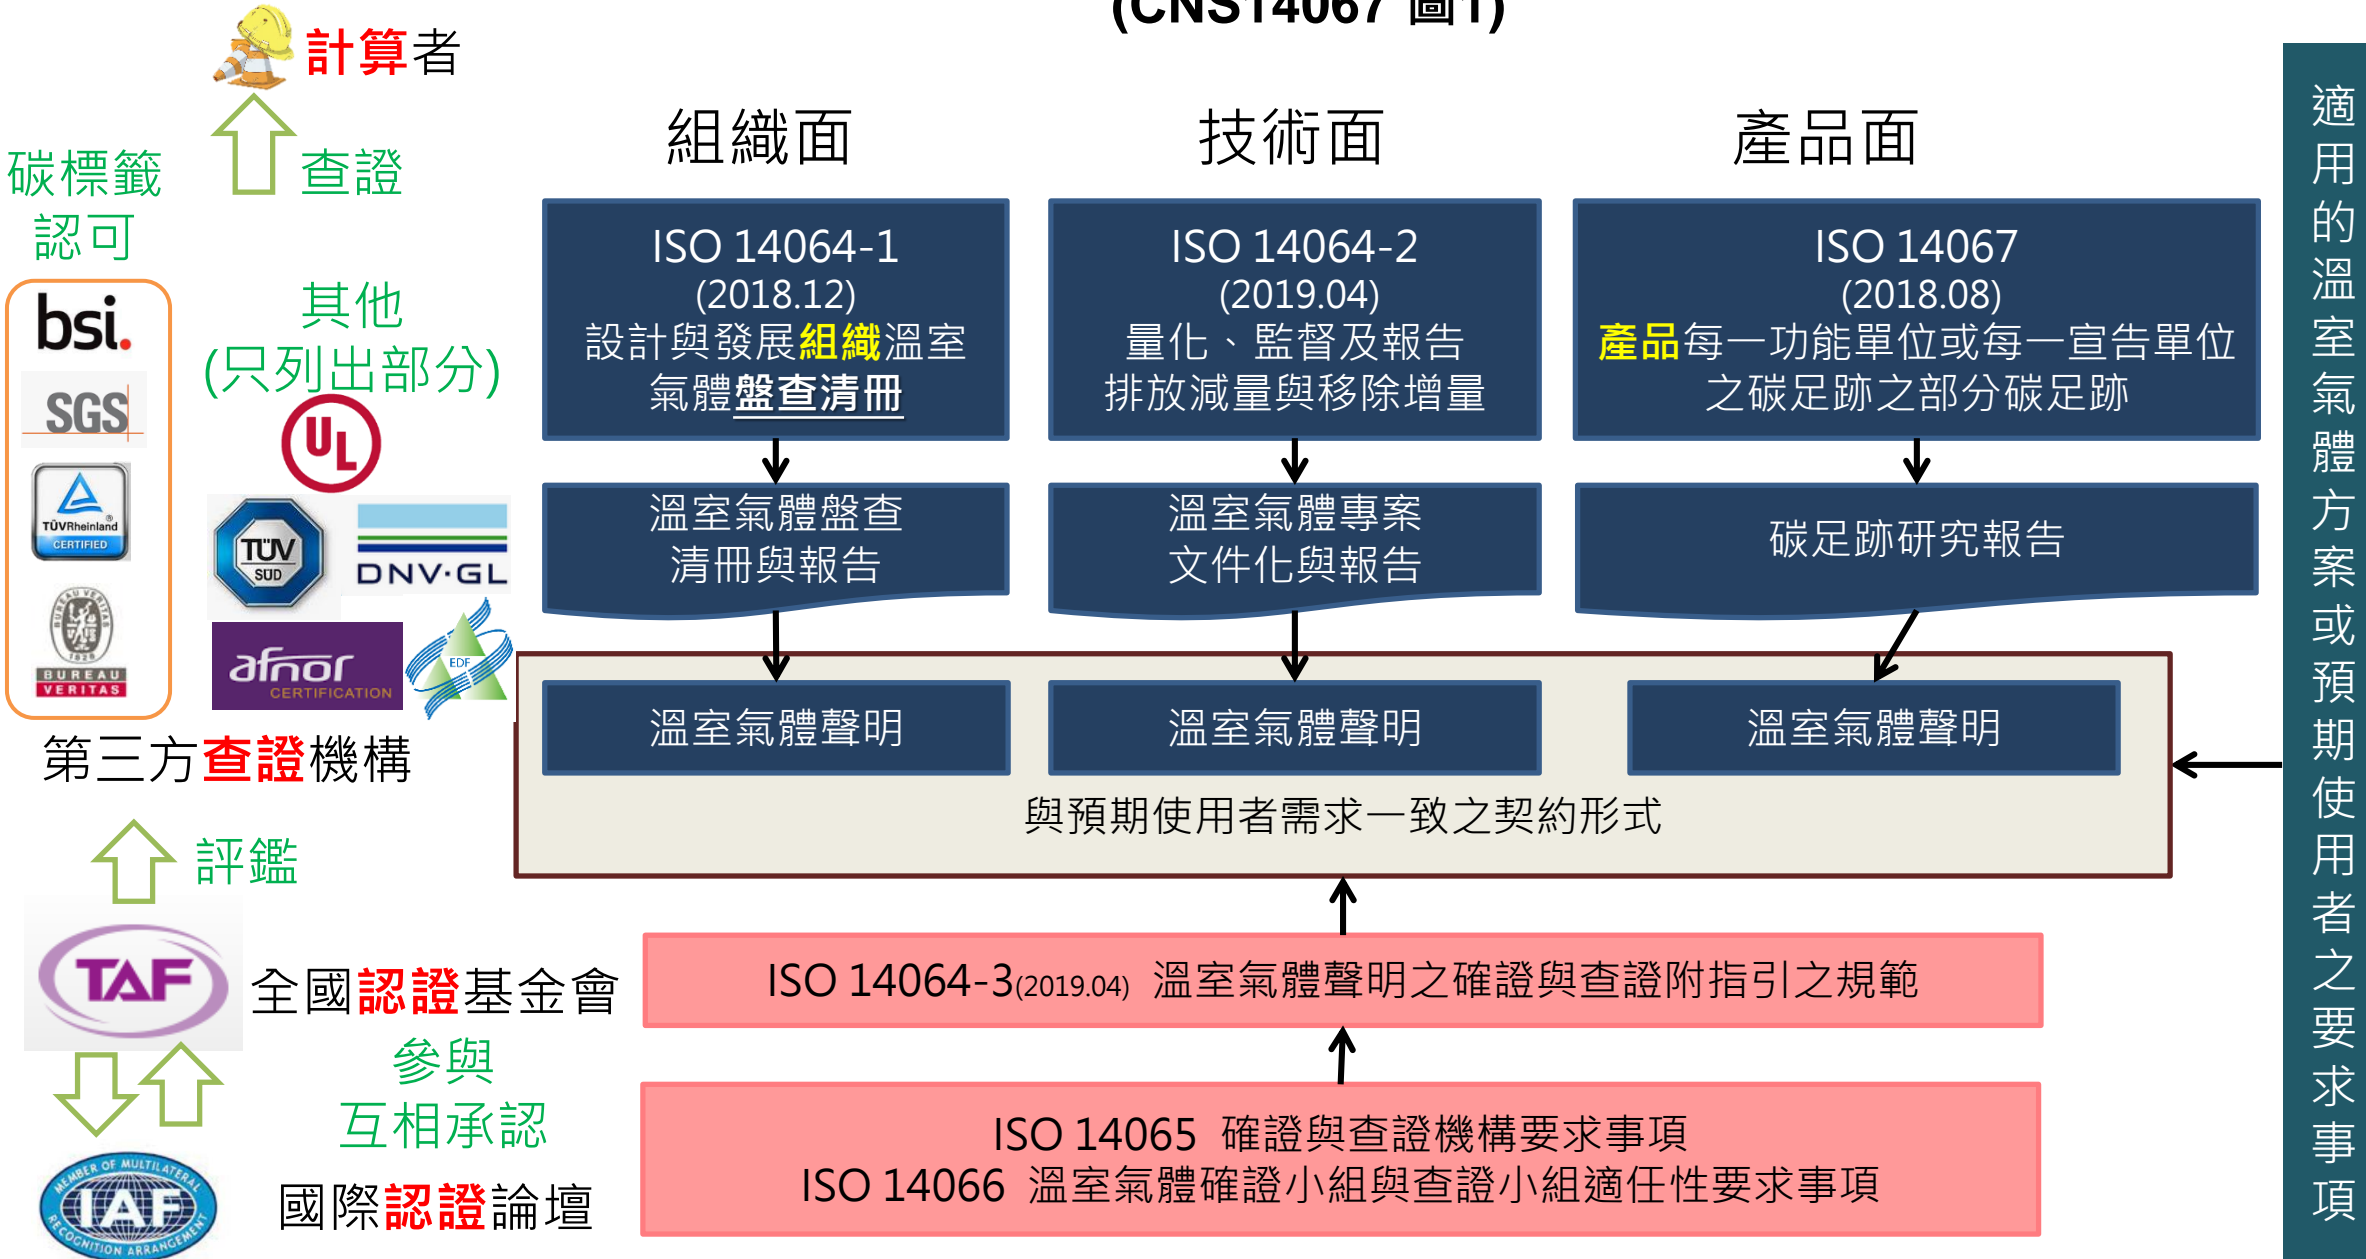 (CNS14067 圖1)
計算者
查證
碳標籤
認可
其他
(只列出部分)
bsi.
SGS
TÜVRheinland
®
CERTIFIED
BUREAU VERITAS
1828
BUREAU
VERITAS
UL
TÜV
SÜD
DNV·GL
afnor
CERTIFICATION
EDF
第三方查證機構
評鑑
TAF
全國認證基金會
參與
互相承認
MEMBER OF MULTILATERAL
IAF
RECOGNITION ARRANGEMENT
國際認證論壇
組織面
ISO 14064-1
(2018.12)
設計與發展組織溫室
氣體盤查清冊
溫室氣體盤查
清冊與報告
溫室氣體聲明
技術面
ISO 14064-2
(2019.04)
量化、監督及報告
排放減量與移除增量
溫室氣體專案
文件化與報告
溫室氣體聲明
產品面
ISO 14067
(2018.08)
產品每一功能單位或每一宣告單位
之碳足跡之部分碳足跡
碳足跡研究報告
溫室氣體聲明
與預期使用者需求一致之契約形式
ISO 14064-3(2019.04) 溫室氣體聲明之確證與查證附指引之規範
ISO 14065 確證與查證機構要求事項
ISO 14066 溫室氣體確證小組與查證小組適任性要求事項
適用的溫室氣體方案或預期使用者之要求事項